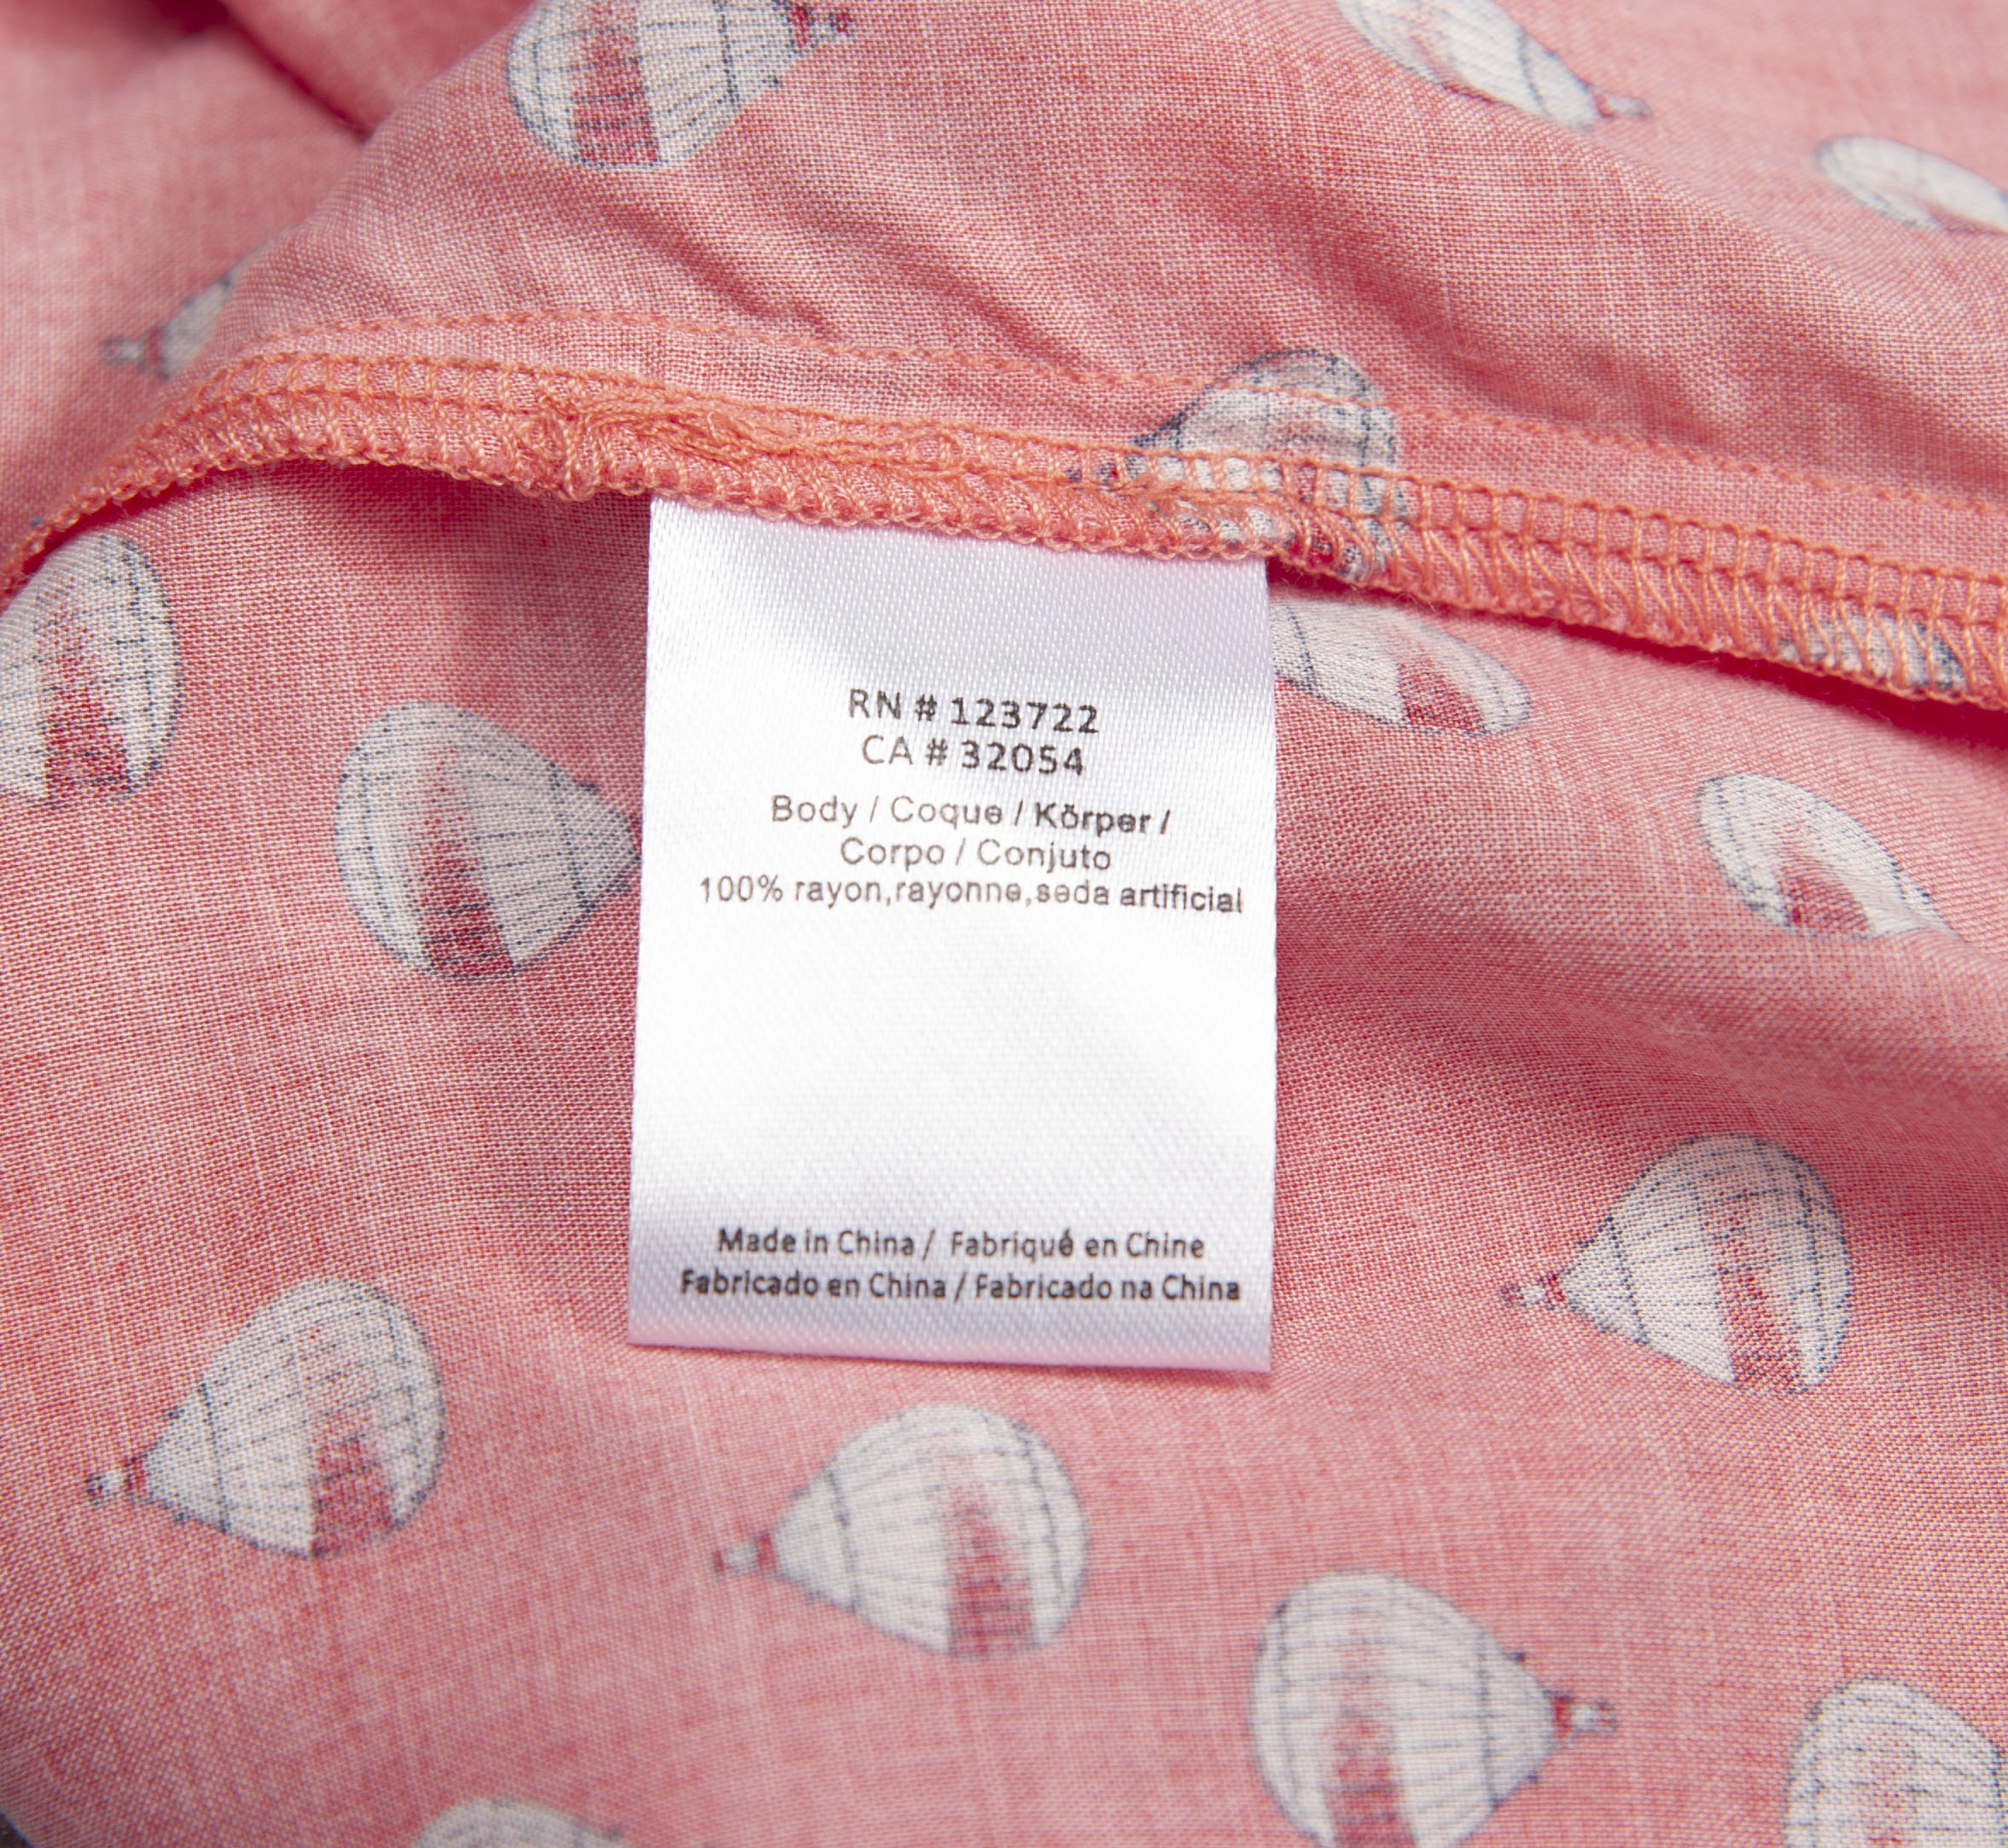 RN # 123722
CA # 32054
Body / Coque / Körper /
Corpo / Conjuto
100% rayon,rayonne,seda artificial
Made in China / Fabriqué en Chine
Fabricado en China / Fabricado na China